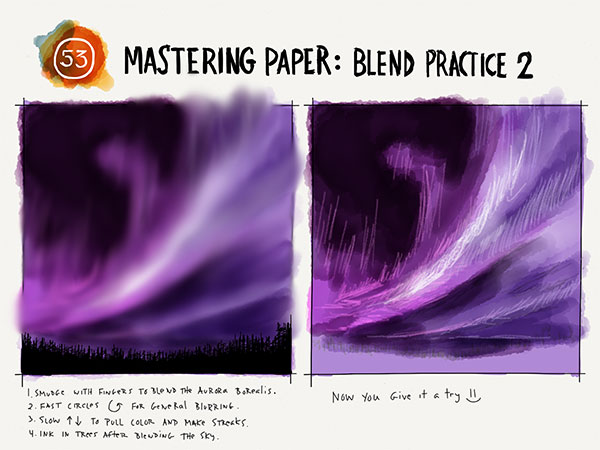 53
MASTERING PAPER: BLEND PRACTICE 2
1. SMUDGE WITH FINGERS TO BLEND THE AURORA BOREALIS.
2. FAST CIRCLES FOR GENERAL BLURRING.
3. SLOW ↑↓ TO PULL COLOR AND MAKE STREAKS.
4. INK IN TREES AFTER BLENDING THE SKY.
NOW YOU GIVE IT A TRY